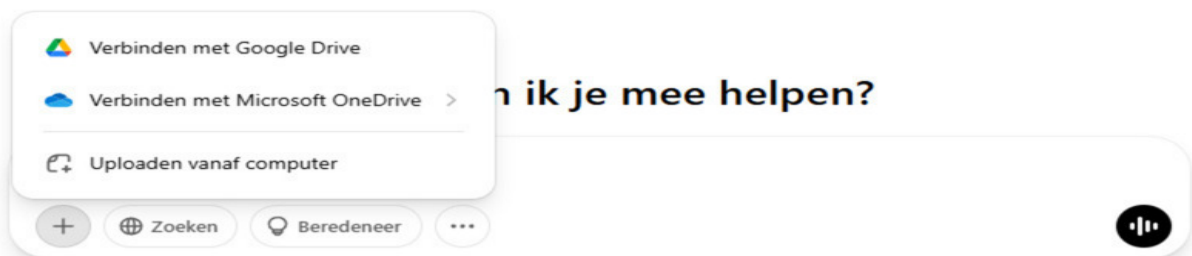 Verbinden met Google Drive
Verbinden met Microsoft OneDrive
ik je mee helpen?
Uploaden vanaf computer
Zoeken
Beredeneer